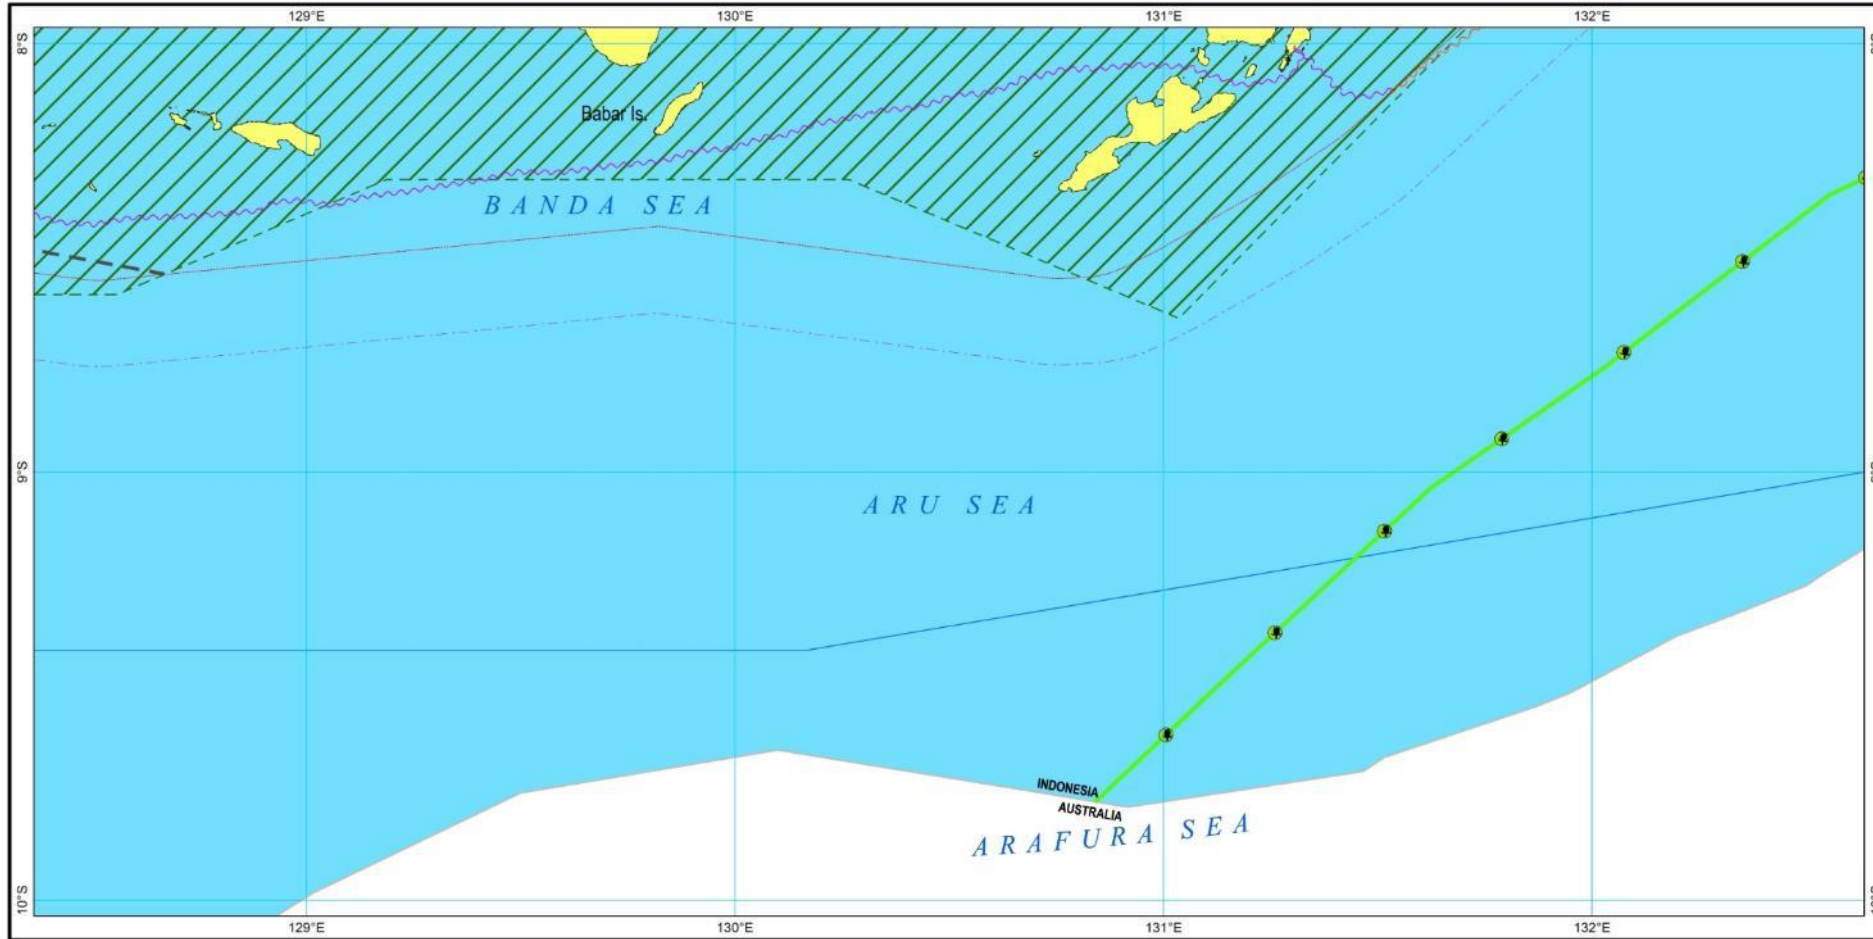 129°E 130°E 131°E 132°E
8°S
Babar Is.
BANDA SEA
9°S
ARU SEA
INDONESIA
AUSTRALIA
ARAFURA SEA
10°S
129°E 130°E 131°E 132°E